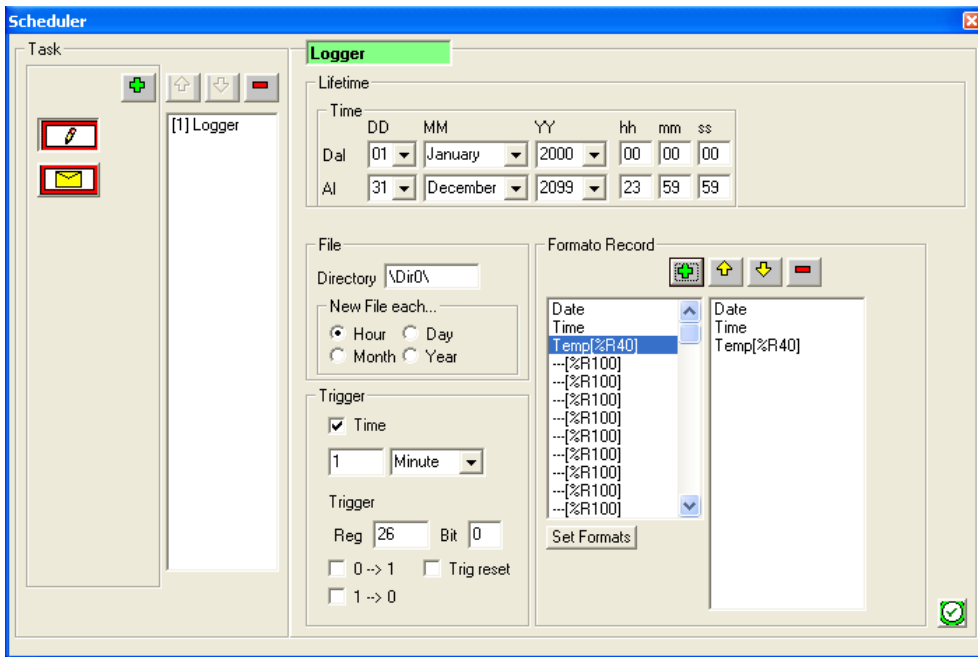 Scheduler
Task
[1] Logger
Logger
Lifetime
Time
DD MM YY hh mm ss
Dal 01 January 2000 00 00 00
Al 31 December 2099 23 59 59
File
Directory \Dir0\
New File each...
Hour Day
Month Year
Trigger
Time
1 Minute
Trigger
Reg 26 Bit 0
0 --> 1 Trig reset
1 --> 0
Formato Record
Date
Time
Temp[%R40]
---[%R100]
---[%R100]
---[%R100]
---[%R100]
---[%R100]
---[%R100]
---[%R100]
---[%R100]
---[%R100]
Set Formats
Date
Time
Temp[%R40]